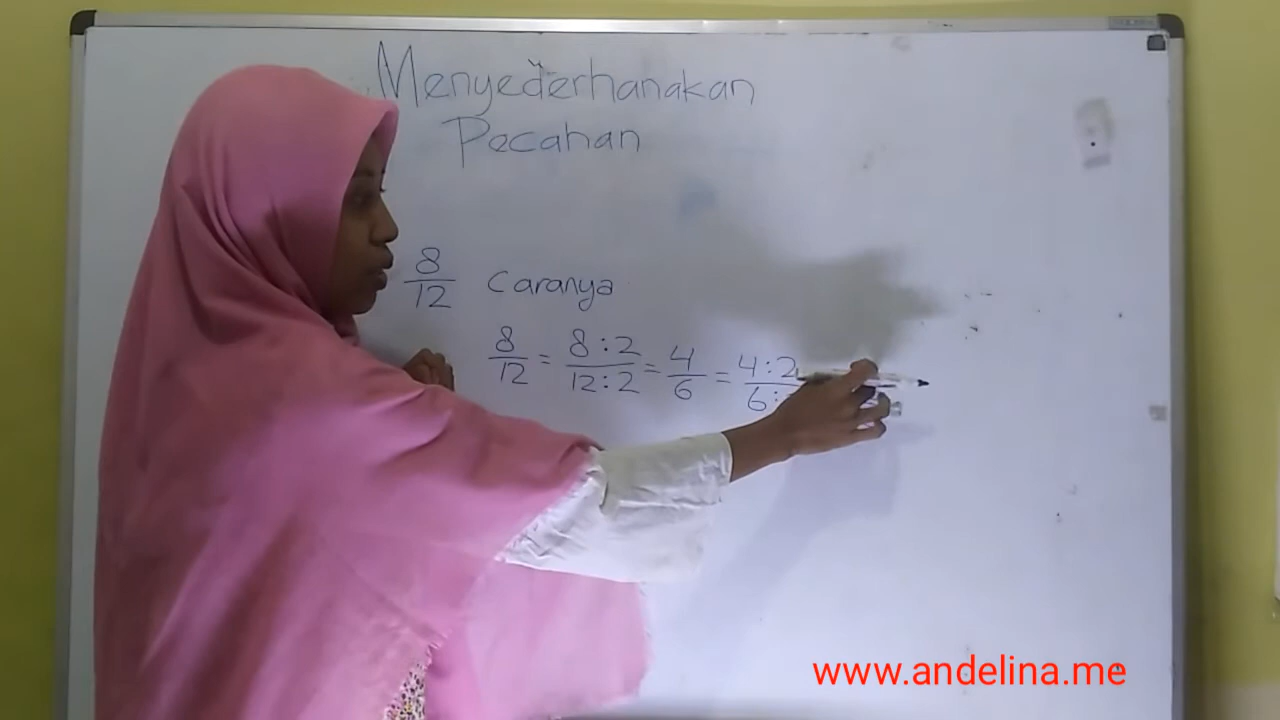 Menyederhanakan
Pecahan
8/12 Caranya
8/12 = 8:2/12:2 = 4/6 = 4:2/6:
www.andelina.me